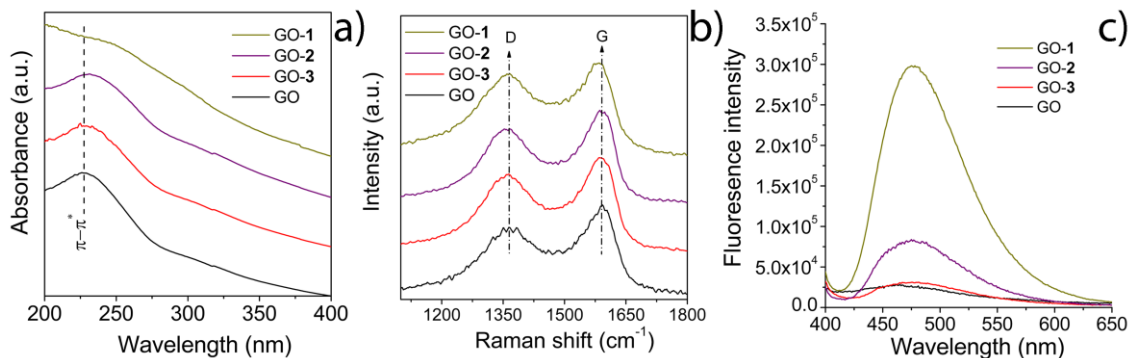 a)
GO-1
GO-2
GO-3
GO
π–π*
Absorbance (a.u.)
200 250 300 350 400
Wavelength (nm)
b)
D G
GO-1
GO-2
GO-3
GO
Intensity (a.u.)
1200 1350 1500 1650 1800
Raman shift (cm⁻¹)
c)
GO-1
GO-2
GO-3
GO
Fluoresence intensity
3.5x10⁵
3.0x10⁵
2.5x10⁵
2.0x10⁵
1.5x10⁵
1.0x10⁵
5.0x10⁴
0.0
400 450 500 550 600 650
Wavelength (nm)